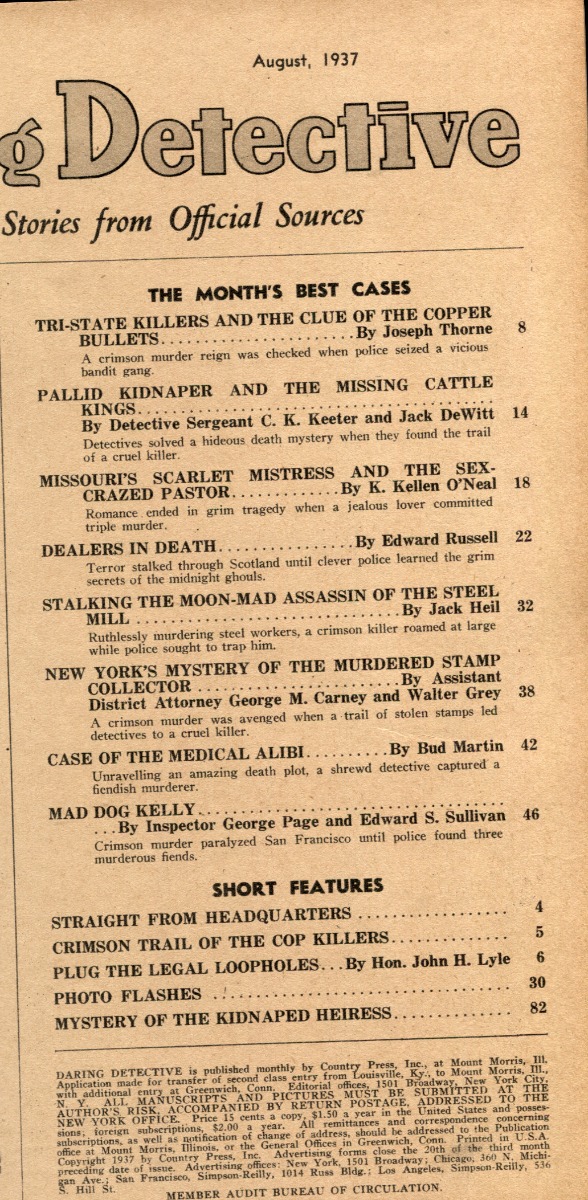 August, 1937
g Detective
Stories from Official Sources
THE MONTH'S BEST CASES
TRI-STATE KILLERS AND THE CLUE OF THE COPPER
BULLETS.......................By Joseph Thorne 8
A crimson murder reign was checked when police seized a vicious
bandit gang.
PALLID KIDNAPER AND THE MISSING CATTLE
KINGS...........................................
By Detective Sergeant C. K. Keeter and Jack DeWitt 14
Detectives solved a hideous death mystery when they found the trail
of a cruel killer.
MISSOURI'S SCARLET MISTRESS AND THE SEX-
CRAZED PASTOR............By K. Kellen O'Neal 18
Romance ended in grim tragedy when a jealous lover committed
triple murder.
DEALERS IN DEATH...............By Edward Russell 22
Terror stalked through Scotland until clever police learned the grim
secrets of the midnight ghouls.
STALKING THE MOON-MAD ASSASSIN OF THE STEEL
MILL .............................By Jack Heil 32
Ruthlessly murdering steel workers, a crimson killer roamed at large
while police sought to trap him.
NEW YORK'S MYSTERY OF THE MURDERED STAMP
COLLECTOR ......................By Assistant
District Attorney George M. Carney and Walter Grey 38
A crimson murder was avenged when a trail of stolen stamps led
detectives to a cruel killer.
CASE OF THE MEDICAL ALIBI.........By Bud Martin 42
Unravelling an amazing death plot, a shrewd detective captured a
fiendish murderer.
MAD DOG KELLY..................................
...By Inspector George Page and Edward S. Sullivan 46
Crimson murder paralyzed San Francisco until police found three
murderous fiends.
SHORT FEATURES
STRAIGHT FROM HEADQUARTERS ................. 4
CRIMSON TRAIL OF THE COP KILLERS............. 5
PLUG THE LEGAL LOOPHOLES...By Hon. John H. Lyle 6
PHOTO FLASHES ................................ 30
MYSTERY OF THE KIDNAPED HEIRESS.............. 82
DARING DETECTIVE is published monthly by Country Press, Inc., at Mount Morris, Ill.
Application made for transfer of second class entry from Louisville, Ky., to Mount Morris, Ill.,
with additional entry at Greenwich, Conn. Editorial offices, 1501 Broadway, New York City,
N. Y. ALL MANUSCRIPTS AND PICTURES MUST BE SUBMITTED AT THE
AUTHOR'S RISK, ACCOMPANIED BY RETURN POSTAGE, ADDRESSED TO THE
NEW YORK OFFICE. Price 15 cents a copy, $1.50 a year in the United States and posses-
sions; foreign subscriptions, $2.00 a year. All remittances and correspondence concerning
subscriptions, as well as notification of change of address, should be addressed to the Publication
office at Mount Morris, Illinois, or the General Offices in Greenwich, Conn. Printed in U.S.A.
Copyright 1937 by Country Press, Inc. Advertising forms close the 20th of the third month
preceding date of issue. Advertising offices: New York, 1501 Broadway; Chicago, 360 N. Michi-
gan Ave.; San Francisco, Simpson-Reilly, 1014 Russ Bldg.; Los Angeles, Simpson-Reilly, 536
S. Hill St.
MEMBER AUDIT BUREAU OF CIRCULATION.